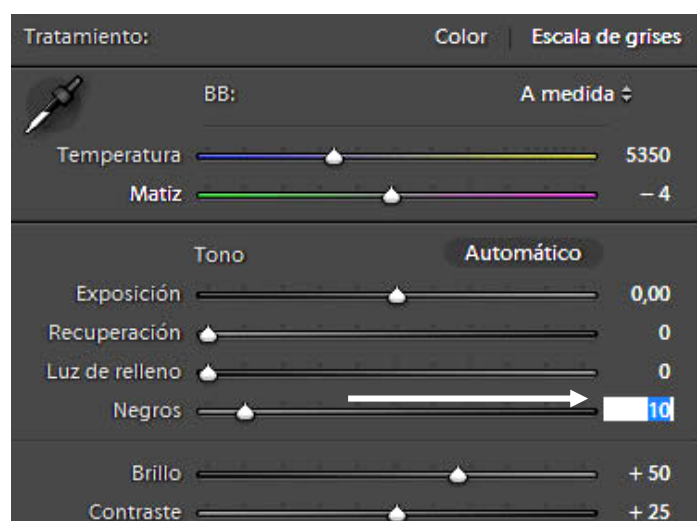 Tratamiento: Color Escala de grises
BB: A medida
Temperatura 5350
Matiz – 4
Tono Automático
Exposición 0,00
Recuperación 0
Luz de relleno 0
Negros 10
Brillo + 50
Contraste + 25